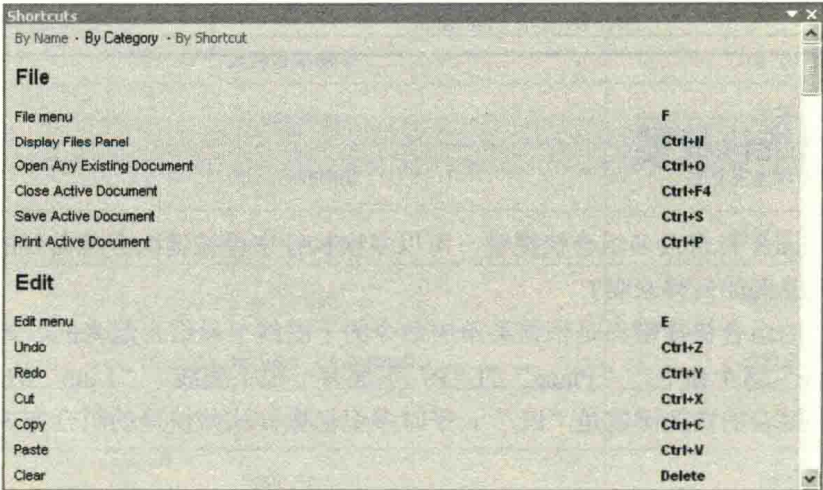 Shortcuts
By Name · By Category · By Shortcut
File
File menu F
Display Files Panel Ctrl+N
Open Any Existing Document Ctrl+O
Close Active Document Ctrl+F4
Save Active Document Ctrl+S
Print Active Document Ctrl+P
Edit
Edit menu E
Undo Ctrl+Z
Redo Ctrl+Y
Cut Ctrl+X
Copy Ctrl+C
Paste Ctrl+V
Clear Delete